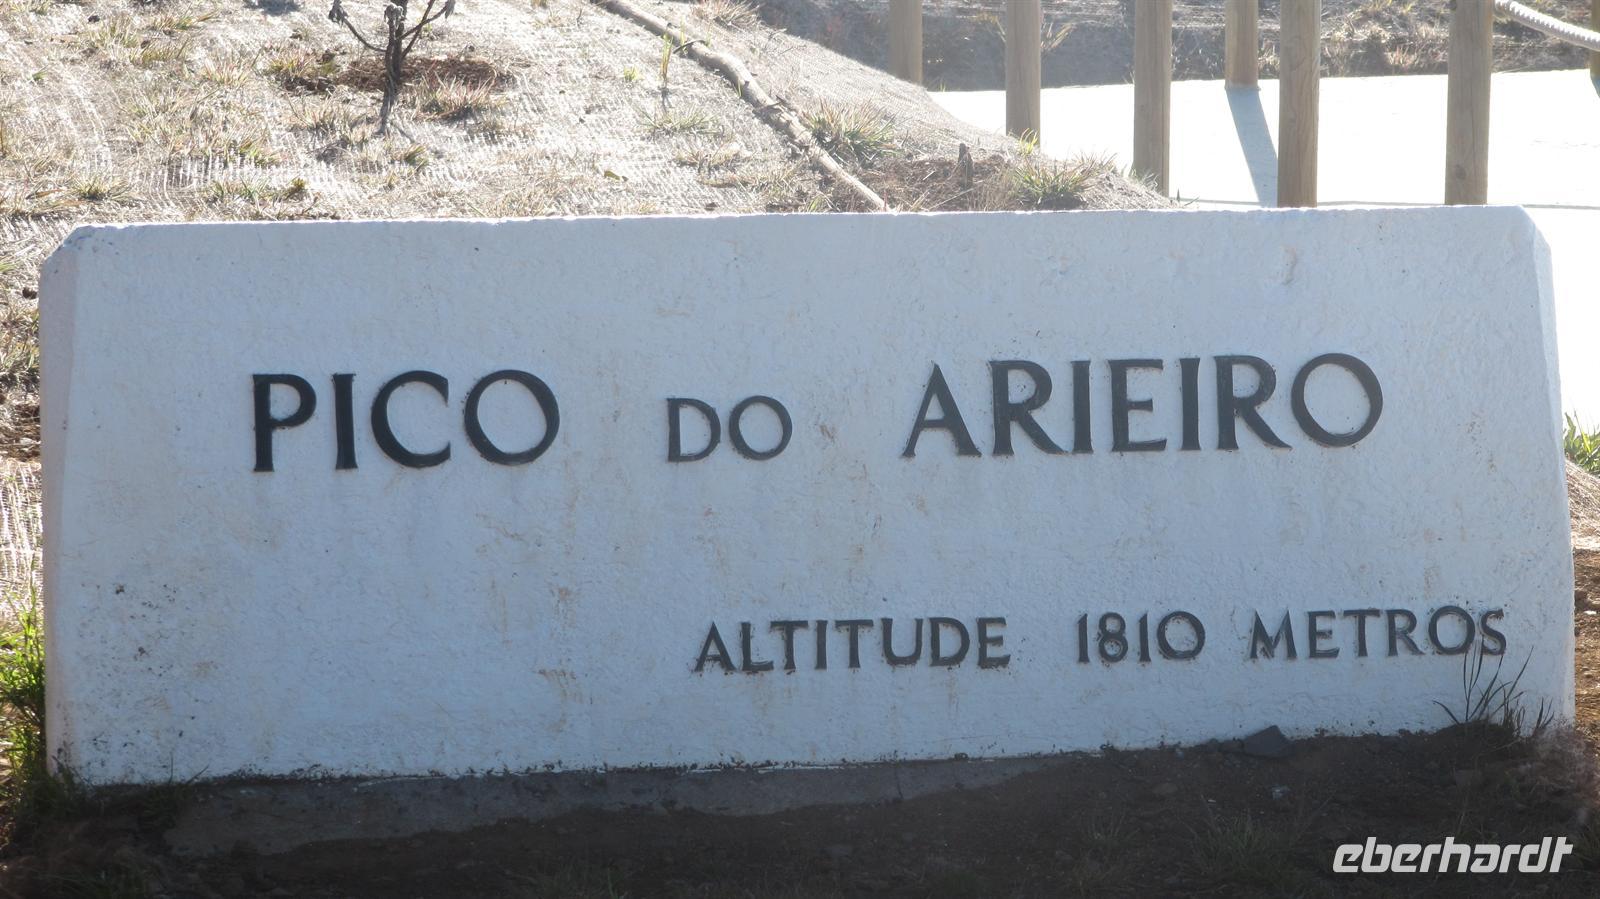 PICO DO ARIEIRO
ALTITUDE 1810 METROS
eberhardt